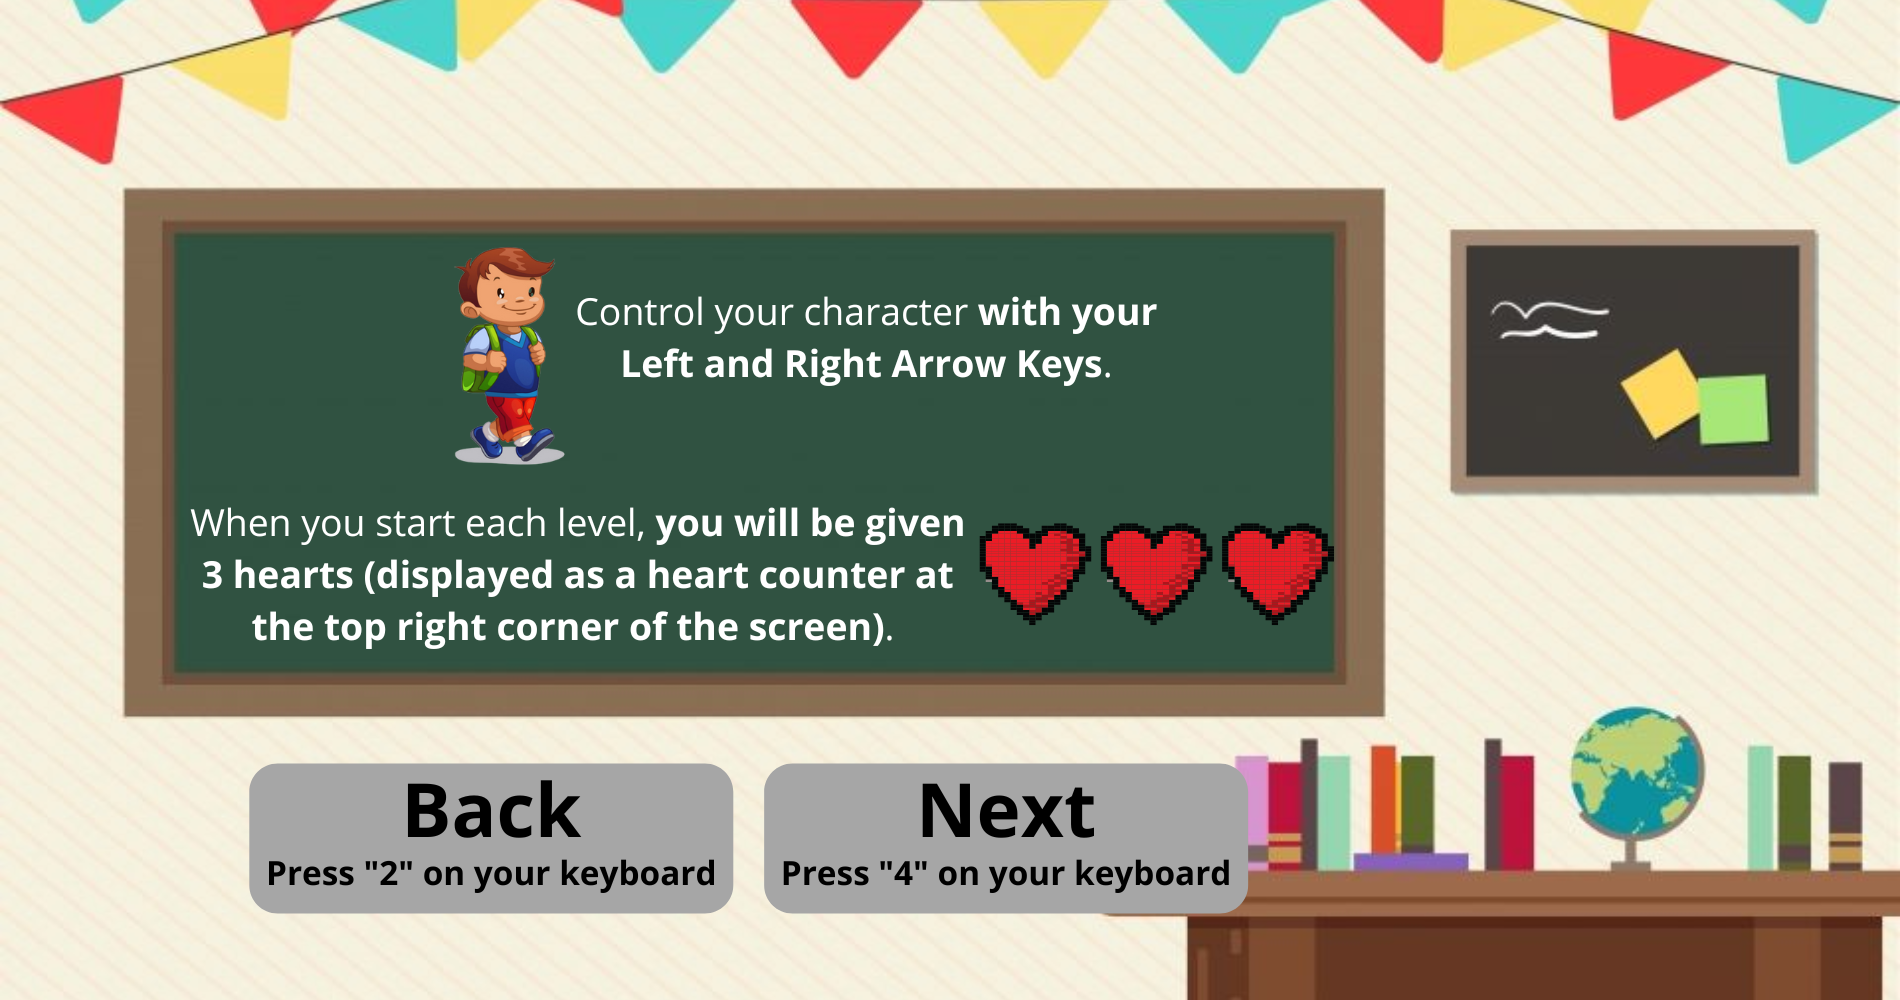 Control your character with your
Left and Right Arrow Keys.
When you start each level, you will be given
3 hearts (displayed as a heart counter at
the top right corner of the screen).
Back
Press "2" on your keyboard
Next
Press "4" on your keyboard